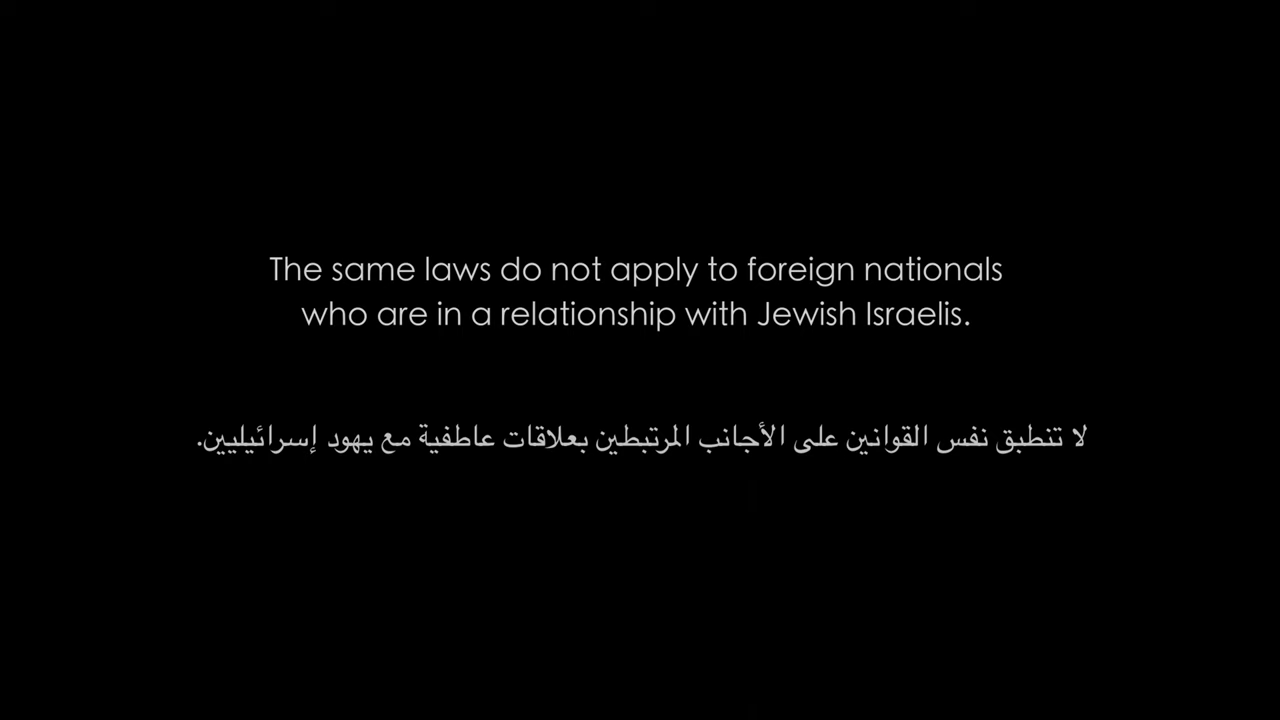 The same laws do not apply to foreign nationals
who are in a relationship with Jewish Israelis.
لا تنطبق نفس القوانين على الأجانب المرتبطين بعلاقات عاطفية مع يهود إسرائيليين.